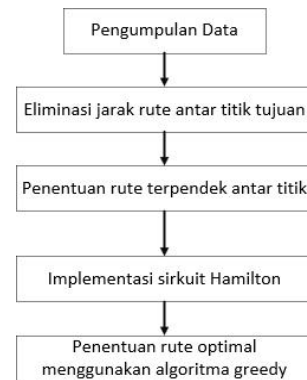 Pengumpulan Data
Eliminasi jarak rute antar titik tujuan
Penentuan rute terpendek antar titik
Implementasi sirkuit Hamilton
Penentuan rute optimal
menggunakan algoritma greedy